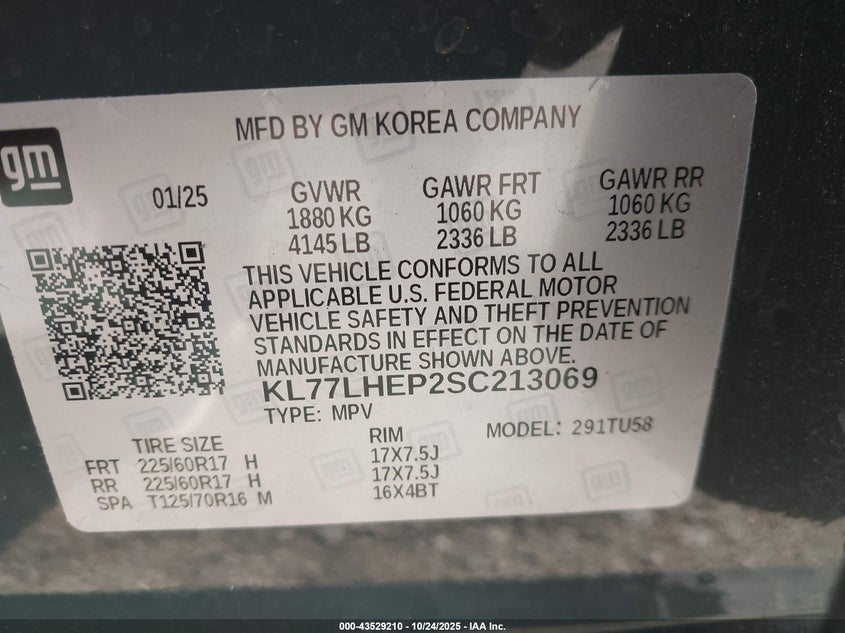 MFD BY GM KOREA COMPANY
gm
01/25
GVWR
1880 KG
4145 LB
GAWR FRT
1060 KG
2336 LB
GAWR RR
1060 KG
2336 LB
THIS VEHICLE CONFORMS TO ALL
APPLICABLE U.S. FEDERAL MOTOR
VEHICLE SAFETY AND THEFT PREVENTION
STANDARDS IN EFFECT ON THE DATE OF
MANUFACTURE SHOWN ABOVE.
KL77LHEP2SC213069
TYPE: MPV
MODEL: 291TU58
TIRE SIZE
RIM
FRT 225/60R17 H 17X7.5J
RR 225/60R17 H 17X7.5J
SPA T125/70R16 M 16X4BT
000-43529210 - 10/24/2025 - IAA Inc.